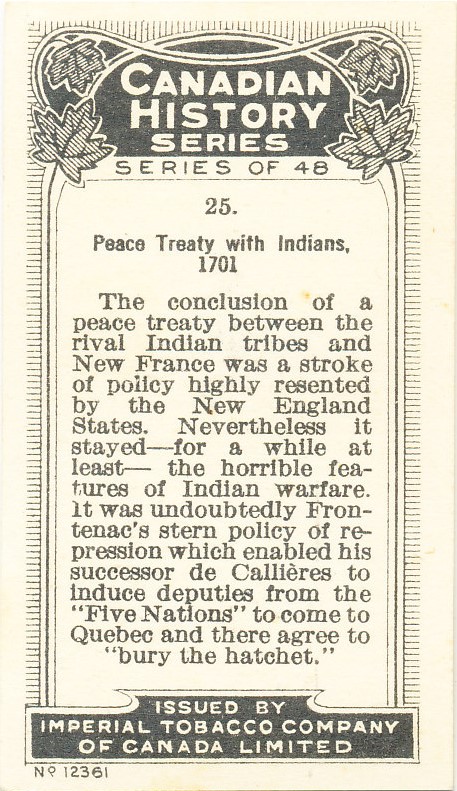 CANADIAN
HISTORY
SERIES
SERIES OF 48
25.
Peace Treaty with Indians,
1701
The conclusion of a
peace treaty between the
rival Indian tribes and
New France was a stroke
of policy highly resented
by the New England
States. Nevertheless it
stayed—for a while at
least— the horrible fea-
tures of Indian warfare.
It was undoubtedly Fron-
tenac's stern policy of re-
pression which enabled his
successor de Callières to
induce deputies from the
"Five Nations" to come to
Quebec and there agree to
"bury the hatchet."
ISSUED BY
IMPERIAL TOBACCO COMPANY
OF CANADA LIMITED
Nº 12361